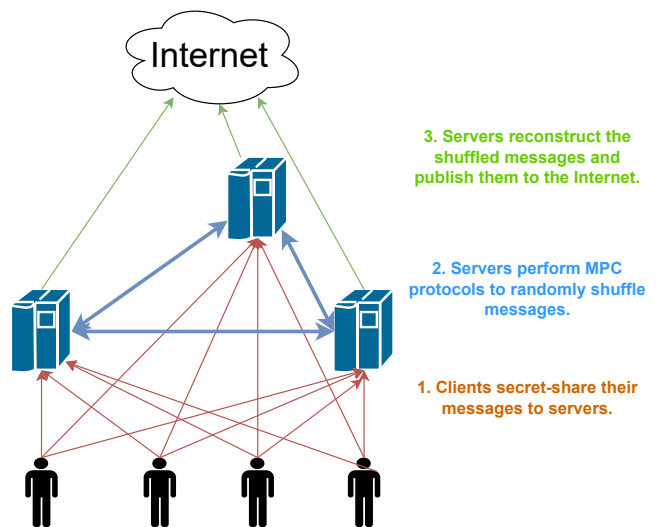 Internet
3. Servers reconstruct the
shuffled messages and
publish them to the Internet.
2. Servers perform MPC
protocols to randomly shuffle
messages.
1. Clients secret-share their
messages to servers.